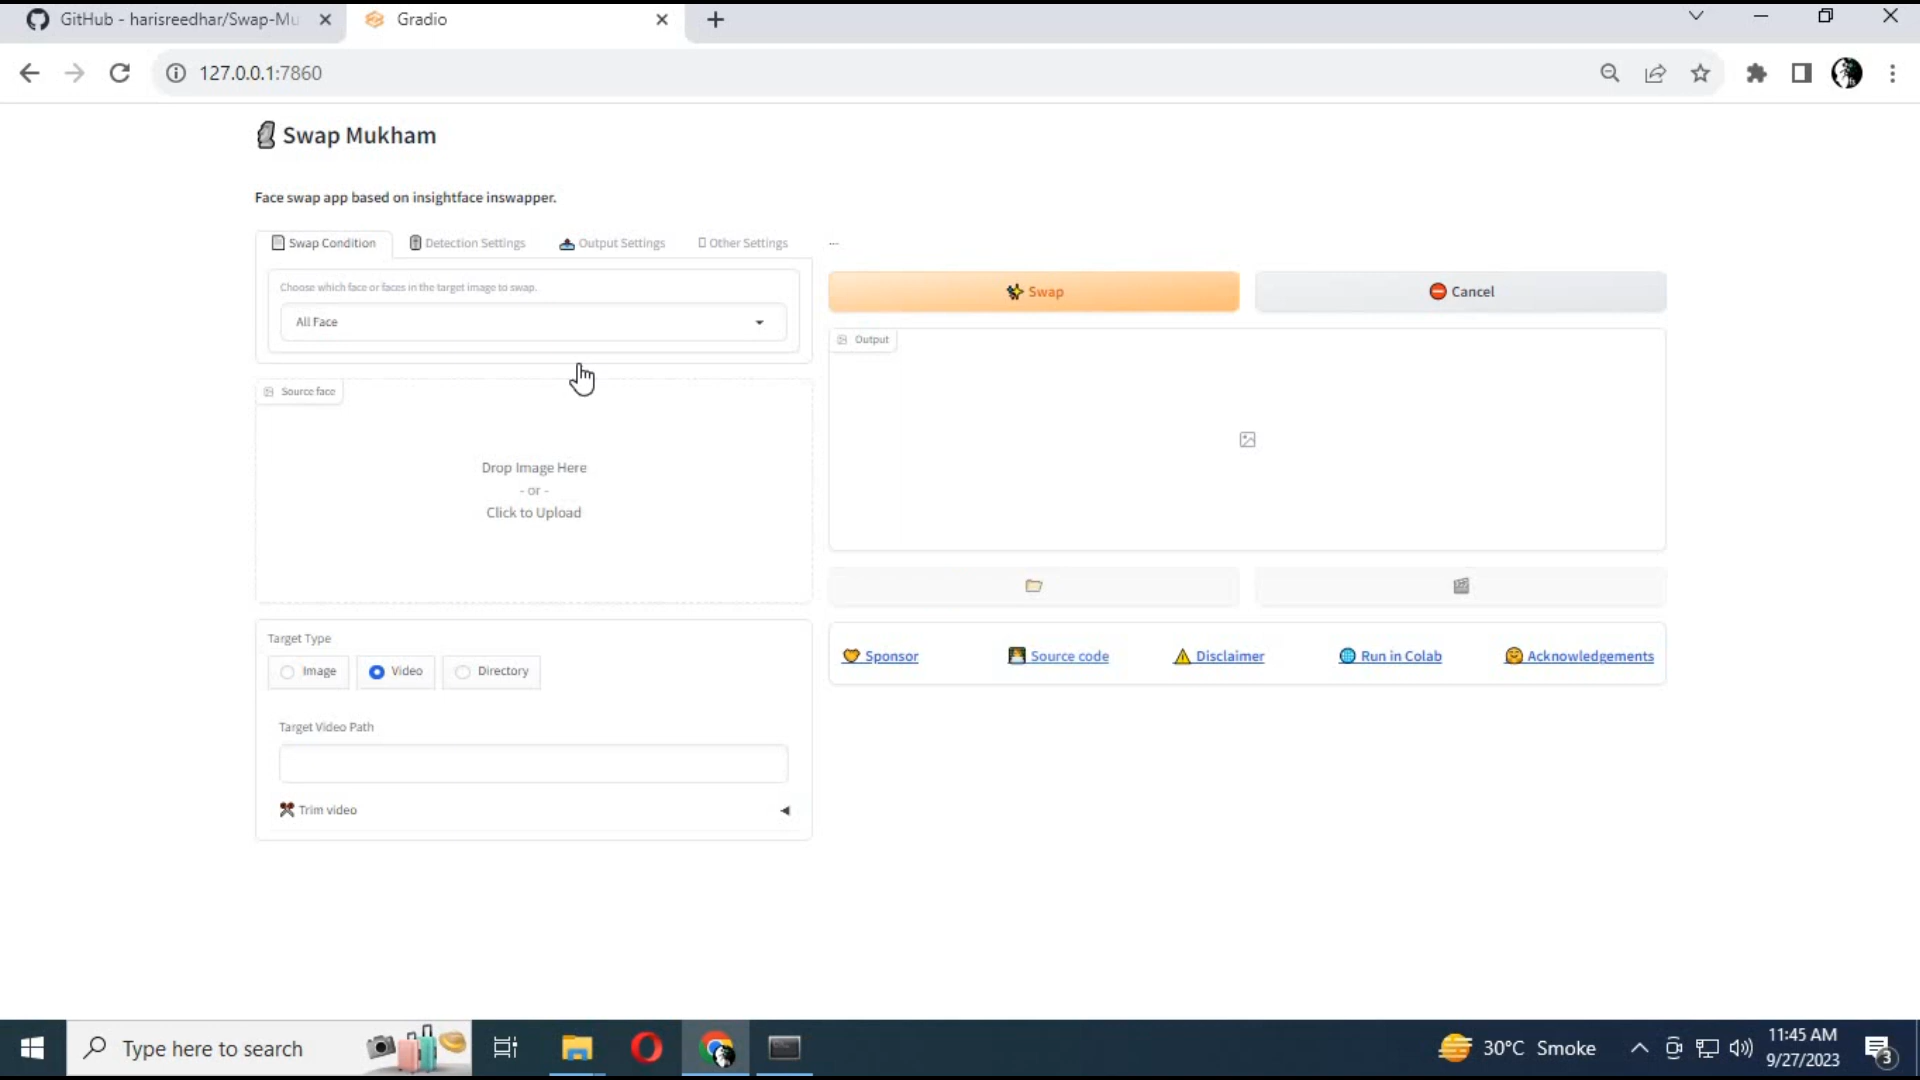 GitHub - harisreedhar/Swap-Mu
Gradio
127.0.0.1:7860
Swap Mukham
Face swap app based on insightface inswapper.
Swap Condition
Detection Settings
Output Settings
Other Settings
...
Choose which face or faces in the target image to swap.
All Face
Swap
Cancel
Output
Source face
Drop Image Here
- or -
Click to Upload
Target Type
Image
Video
Directory
Target Video Path
Trim video
Sponsor
Source code
Disclaimer
Run in Colab
Acknowledgements
Type here to search
30°C Smoke
11:45 AM
9/27/2023
3